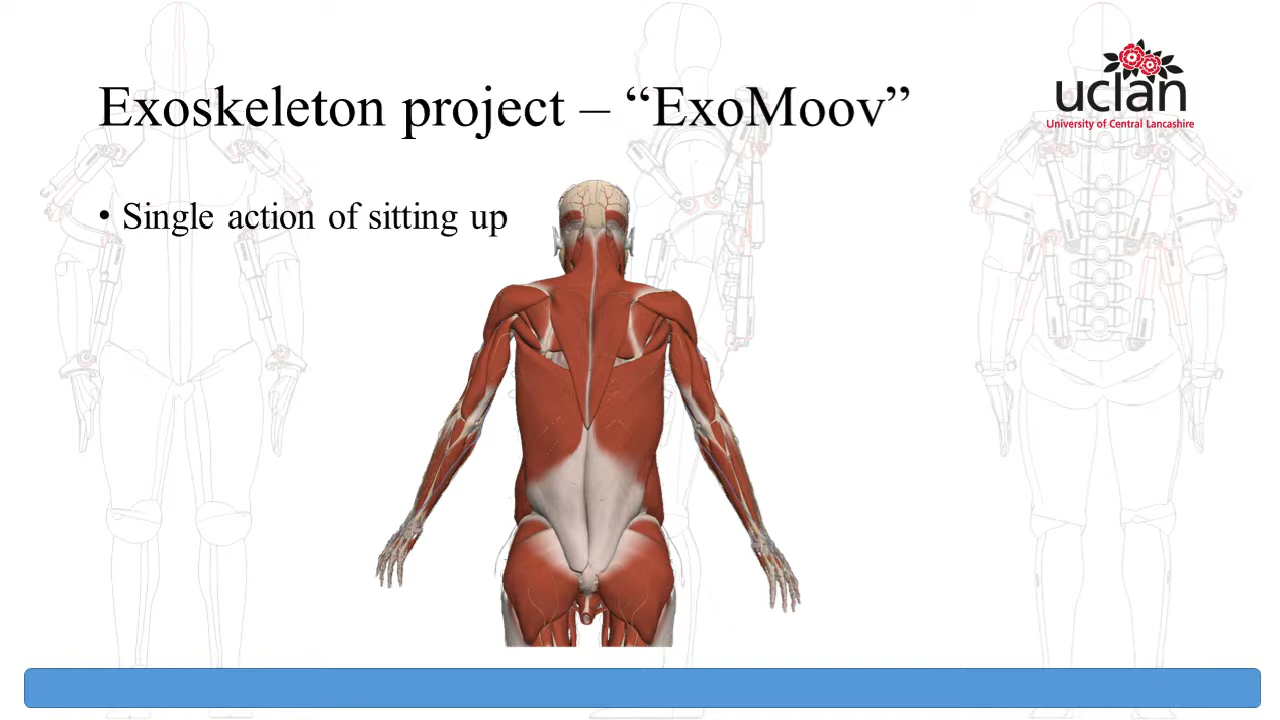 Exoskeleton project – “ExoMoov”
uclan
University of Central Lancashire
• Single action of sitting up